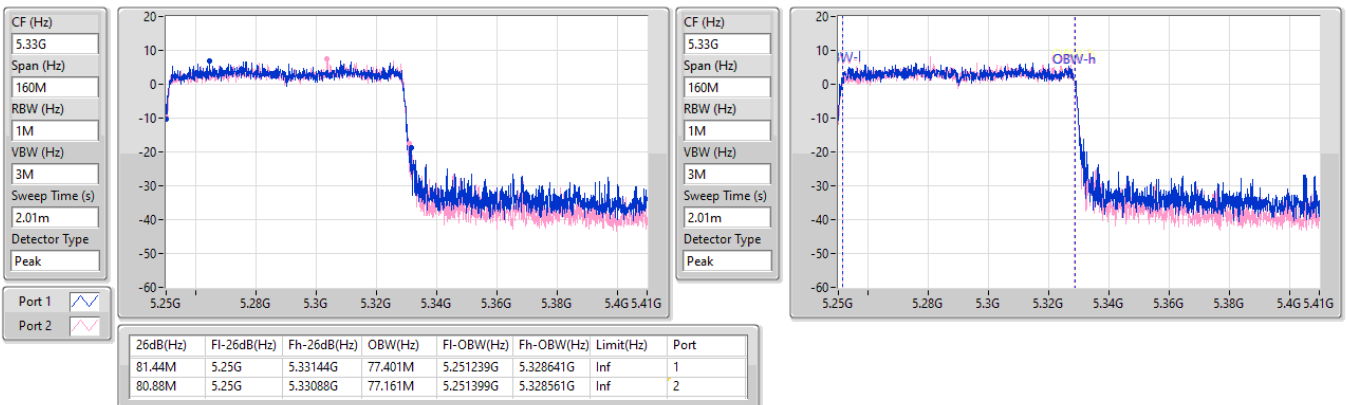 CF (Hz)
5.33G
Span (Hz)
160M
RBW (Hz)
1M
VBW (Hz)
3M
Sweep Time (s)
2.01m
Detector Type
Peak
Port 1
Port 2
20
10
0
-10
-20
-30
-40
-50
-60
5.25G 5.28G 5.3G 5.32G 5.34G 5.36G 5.38G 5.4G 5.41G
CF (Hz)
5.33G
Span (Hz)
160M
RBW (Hz)
1M
VBW (Hz)
3M
Sweep Time (s)
2.01m
Detector Type
Peak
20
10
0
-10
-20
-30
-40
-50
-60
W-l OBW-h
5.25G 5.28G 5.3G 5.32G 5.34G 5.36G 5.38G 5.4G 5.41G
26dB(Hz) Fl-26dB(Hz) Fh-26dB(Hz) OBW(Hz) Fl-OBW(Hz) Fh-OBW(Hz) Limit(Hz) Port
81.44M 5.25G 5.33144G 77.401M 5.251239G 5.328641G Inf 1
80.88M 5.25G 5.33088G 77.161M 5.251399G 5.328561G Inf 2